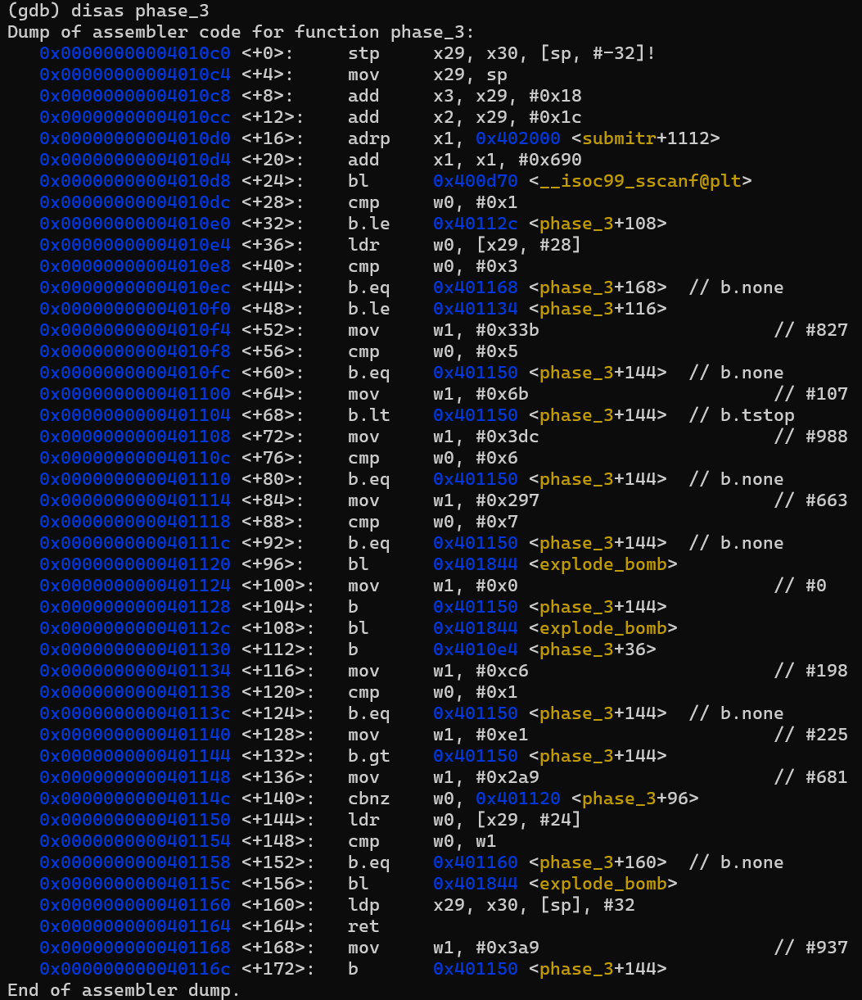 (gdb) disas phase_3
Dump of assembler code for function phase_3:
   0x00000000004010c0 <+0>:     stp     x29, x30, [sp, #-32]!
   0x00000000004010c4 <+4>:     mov     x29, sp
   0x00000000004010c8 <+8>:     add     x3, x29, #0x18
   0x00000000004010cc <+12>:    add     x2, x29, #0x1c
   0x00000000004010d0 <+16>:    adrp    x1, 0x402000 <submitr+1112>
   0x00000000004010d4 <+20>:    add     x1, x1, #0x690
   0x00000000004010d8 <+24>:    bl      0x400d70 <__isoc99_sscanf@plt>
   0x00000000004010dc <+28>:    cmp     w0, #0x1
   0x00000000004010e0 <+32>:    b.le    0x40112c <phase_3+108>
   0x00000000004010e4 <+36>:    ldr     w0, [x29, #28]
   0x00000000004010e8 <+40>:    cmp     w0, #0x3
   0x00000000004010ec <+44>:    b.eq    0x401168 <phase_3+168>  // b.none
   0x00000000004010f0 <+48>:    b.le    0x401134 <phase_3+116>
   0x00000000004010f4 <+52>:    mov     w1, #0x33b                      // #827
   0x00000000004010f8 <+56>:    cmp     w0, #0x5
   0x00000000004010fc <+60>:    b.eq    0x401150 <phase_3+144>  // b.none
   0x0000000000401100 <+64>:    mov     w1, #0x6b                       // #107
   0x0000000000401104 <+68>:    b.lt    0x401150 <phase_3+144>  // b.tstop
   0x0000000000401108 <+72>:    mov     w1, #0x3dc                      // #988
   0x000000000040110c <+76>:    cmp     w0, #0x6
   0x0000000000401110 <+80>:    b.eq    0x401150 <phase_3+144>  // b.none
   0x0000000000401114 <+84>:    mov     w1, #0x297                      // #663
   0x0000000000401118 <+88>:    cmp     w0, #0x7
   0x000000000040111c <+92>:    b.eq    0x401150 <phase_3+144>  // b.none
   0x0000000000401120 <+96>:    bl      0x401844 <explode_bomb>
   0x0000000000401124 <+100>:   mov     w1, #0x0                        // #0
   0x0000000000401128 <+104>:   b       0x401150 <phase_3+144>
   0x000000000040112c <+108>:   bl      0x401844 <explode_bomb>
   0x0000000000401130 <+112>:   b       0x4010e4 <phase_3+36>
   0x0000000000401134 <+116>:   mov     w1, #0xc6                       // #198
   0x0000000000401138 <+120>:   cmp     w0, #0x1
   0x000000000040113c <+124>:   b.eq    0x401150 <phase_3+144>  // b.none
   0x0000000000401140 <+128>:   mov     w1, #0xe1                       // #225
   0x0000000000401144 <+132>:   b.gt    0x401150 <phase_3+144>
   0x0000000000401148 <+136>:   mov     w1, #0x2a9                      // #681
   0x000000000040114c <+140>:   cbnz    w0, 0x401120 <phase_3+96>
   0x0000000000401150 <+144>:   ldr     w0, [x29, #24]
   0x0000000000401154 <+148>:   cmp     w0, w1
   0x0000000000401158 <+152>:   b.eq    0x401160 <phase_3+160>  // b.none
   0x000000000040115c <+156>:   bl      0x401844 <explode_bomb>
   0x0000000000401160 <+160>:   ldp     x29, x30, [sp], #32
   0x0000000000401164 <+164>:   ret
   0x0000000000401168 <+168>:   mov     w1, #0x3a9                      // #937
   0x000000000040116c <+172>:   b       0x401150 <phase_3+144>
End of assembler dump.